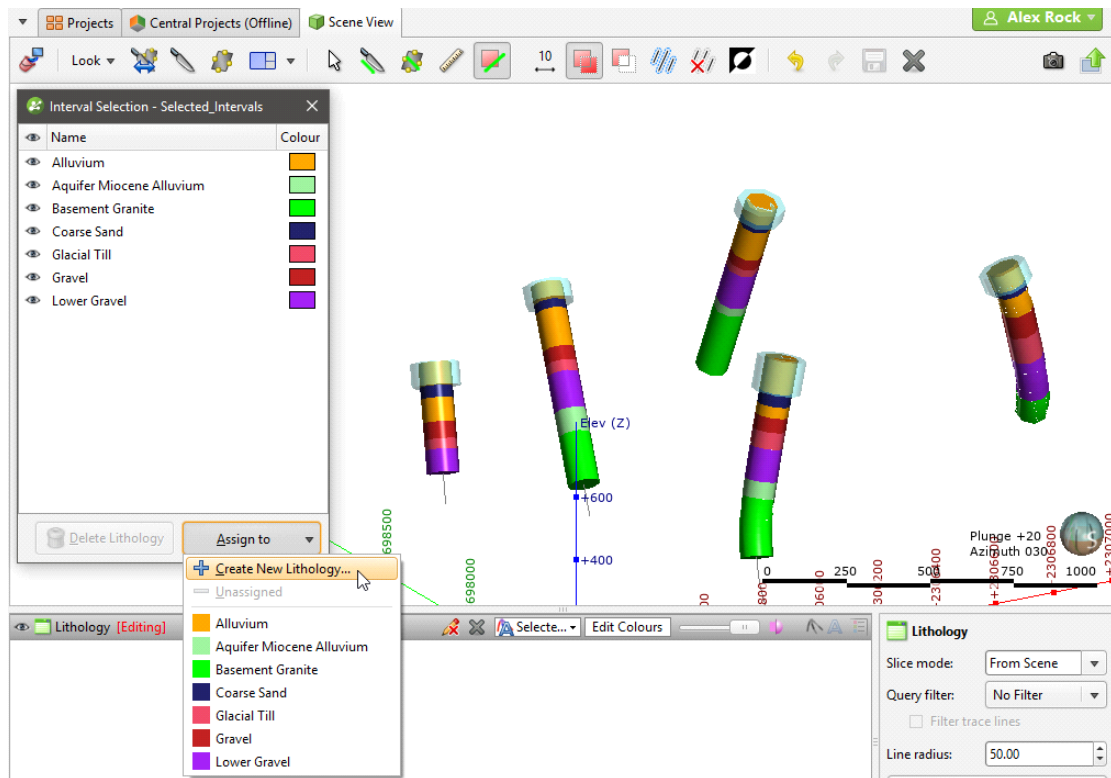 Projects
Central Projects (Offline)
Scene View
Alex Rock
Look
10
Interval Selection - Selected_Intervals
Name Colour
Alluvium
Aquifer Miocene Alluvium
Basement Granite
Coarse Sand
Glacial Till
Gravel
Lower Gravel
Delete Lithology
Assign to
Create New Lithology...
Unassigned
Alluvium
Aquifer Miocene Alluvium
Basement Granite
Coarse Sand
Glacial Till
Gravel
Lower Gravel
Elev (Z)
+600
+400
698500
698000
Plunge +20
Azimuth 030
0 250 500 750 1000
-2306800
+2307000
Lithology [Editing]
Selecte...
Edit Colours
Lithology
Slice mode: From Scene
Query filter: No Filter
Filter trace lines
Line radius: 50.00